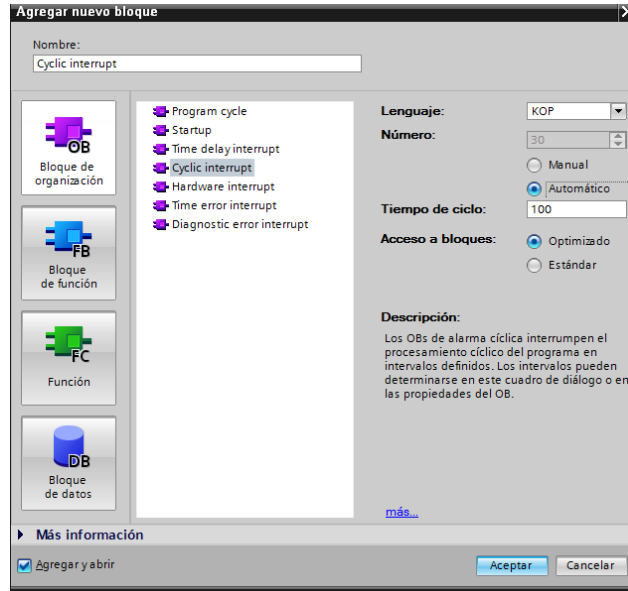 Agregar nuevo bloque
Nombre:
Cyclic interrupt
OB
Bloque de
organización
FB
Bloque
de función
FC
Función
DB
Bloque
de datos
Program cycle
Startup
Time delay interrupt
Cyclic interrupt
Hardware interrupt
Time error interrupt
Diagnostic error interrupt
Lenguaje: KOP
Número: 30
Manual
Automático
Tiempo de ciclo: 100
Acceso a bloques: Optimizado
Estándar
Descripción:
Los OBs de alarma cíclica interrumpen el
procesamiento cíclico del programa en
intervalos definidos. Los intervalos pueden
determinarse en este cuadro de diálogo o en
las propiedades del OB.
más...
Más información
Agregar y abrir
Aceptar Cancelar